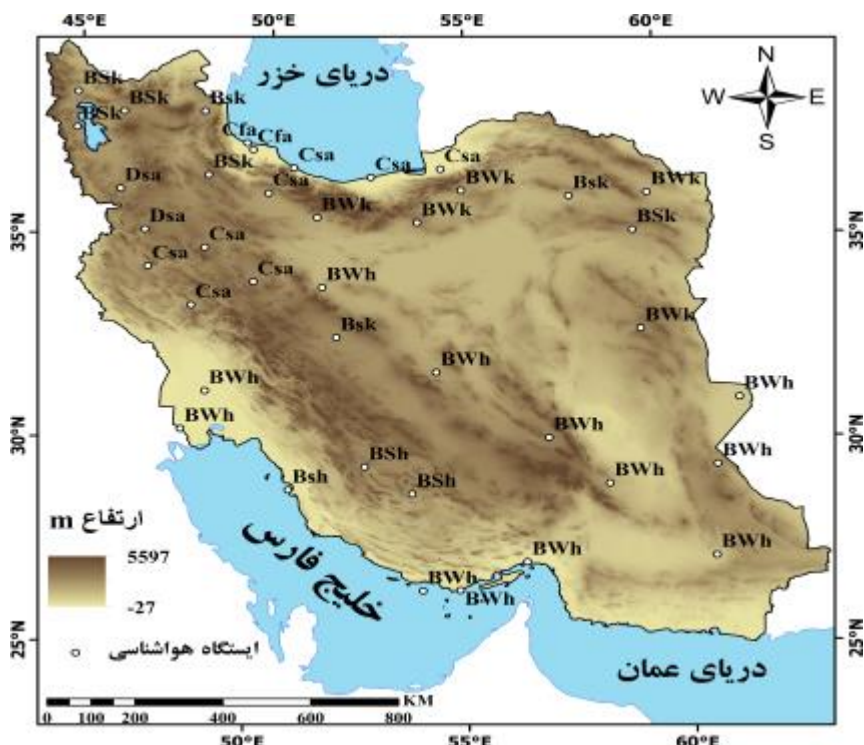 45°E 50°E 55°E 60°E
دریای خزر
N
W E
S
BSk
BSk Bsk
BSk
Cfa
Cfa
Csa
Csa
Csa
BSk
Dsa
Csa
BWk
Bsk
BWk
BWk
BWk
BSk
35°N 35°N
Dsa
Csa
Csa
Csa
BWh
Csa
Bsk
BWk
BWh
BWh
BWh
30°N 30°N
BWh
BWh
BWh
BSh
BWh
Bsh
BSh
ارتفاع m
5597
-27
خلیج فارس
BWh
BWh
BWh
BWh
25°N 25°N
ایستگاه هواشناسی
دریای عمان
KM
0 100 200 400 600 800
50°E 55°E 60°E